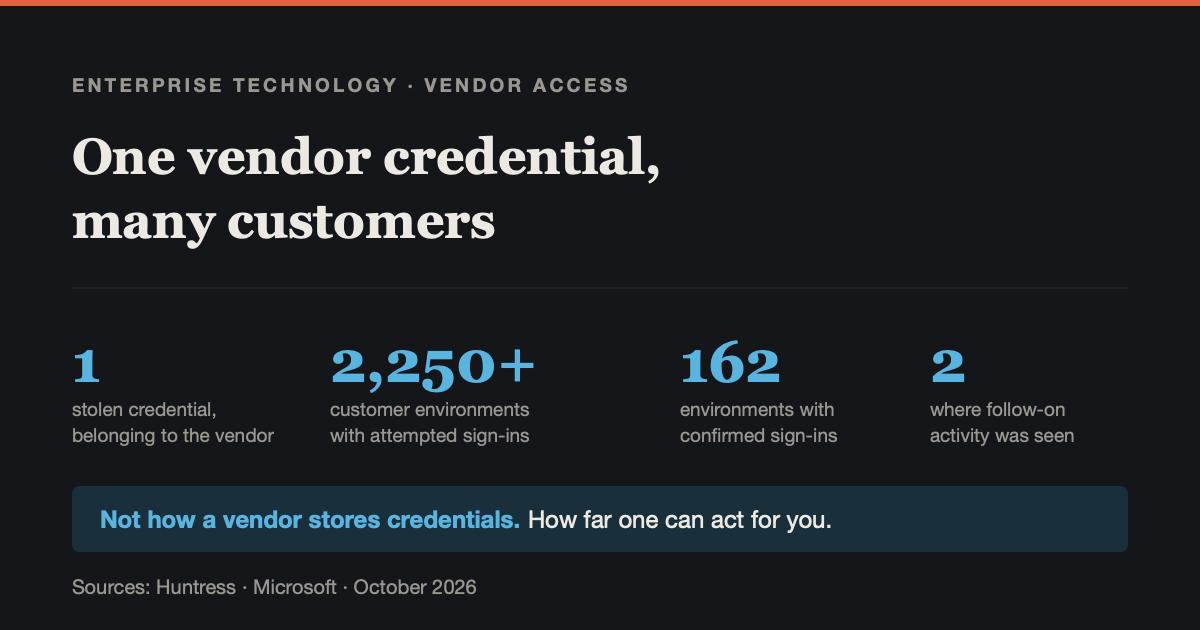 ENTERPRISE TECHNOLOGY · VENDOR ACCESS
One vendor credential,
many customers
1
stolen credential,
belonging to the vendor
2,250+
customer environments
with attempted sign-ins
162
environments with
confirmed sign-ins
2
where follow-on
activity was seen
Not how a vendor stores credentials. How far one can act for you.
Sources: Huntress · Microsoft · October 2026